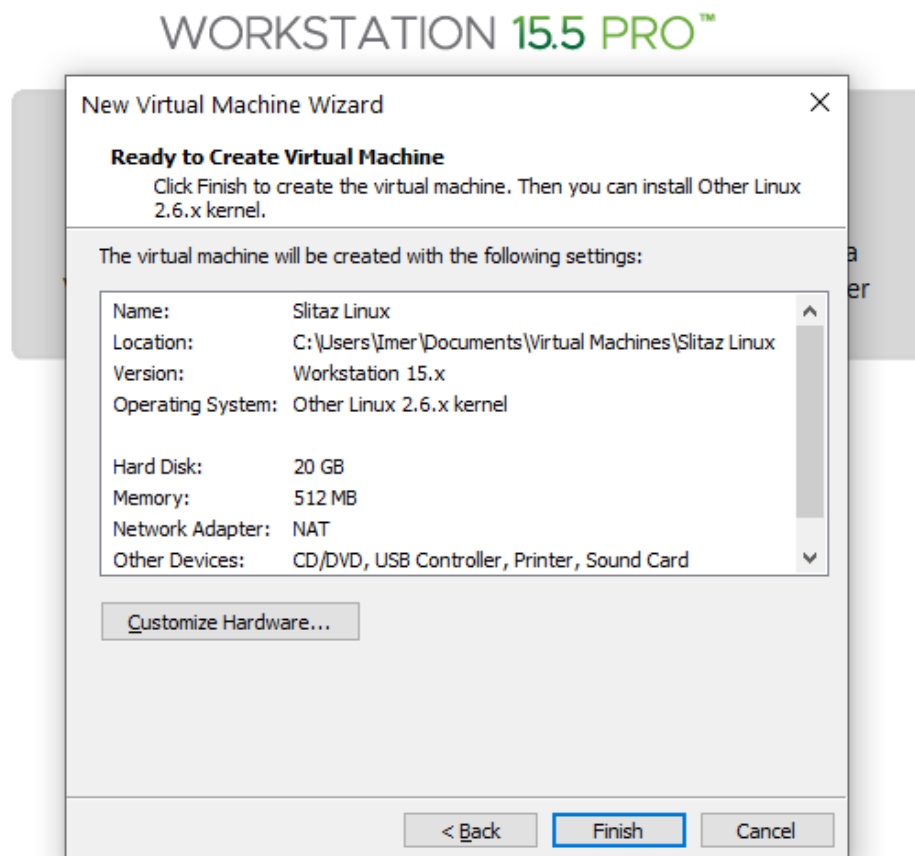 WORKSTATION 15.5 PRO™
New Virtual Machine Wizard
Ready to Create Virtual Machine
Click Finish to create the virtual machine. Then you can install Other Linux
2.6.x kernel.
The virtual machine will be created with the following settings:
Name: Slitaz Linux
Location: C:\Users\Imer\Documents\Virtual Machines\Slitaz Linux
Version: Workstation 15.x
Operating System: Other Linux 2.6.x kernel
Hard Disk: 20 GB
Memory: 512 MB
Network Adapter: NAT
Other Devices: CD/DVD, USB Controller, Printer, Sound Card
Customize Hardware...
< Back Finish Cancel